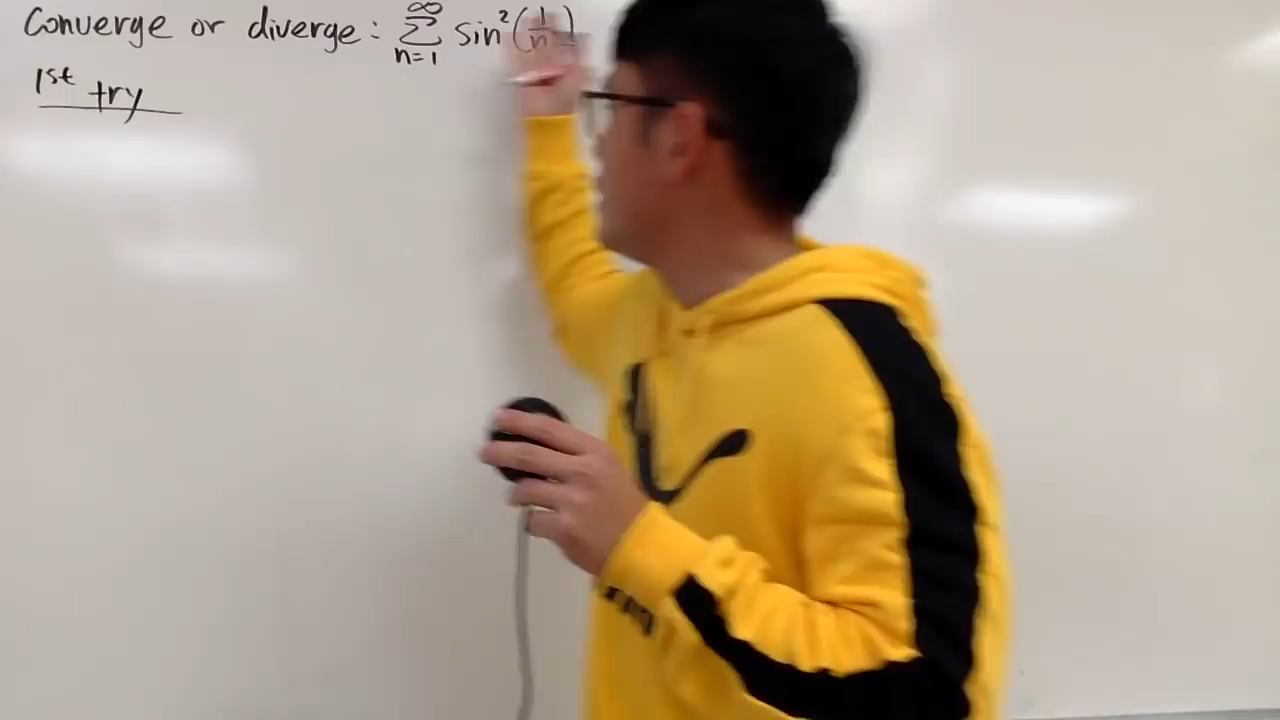 Converge or diverge: ∞∑n=1 sin²(1/n)
1st try